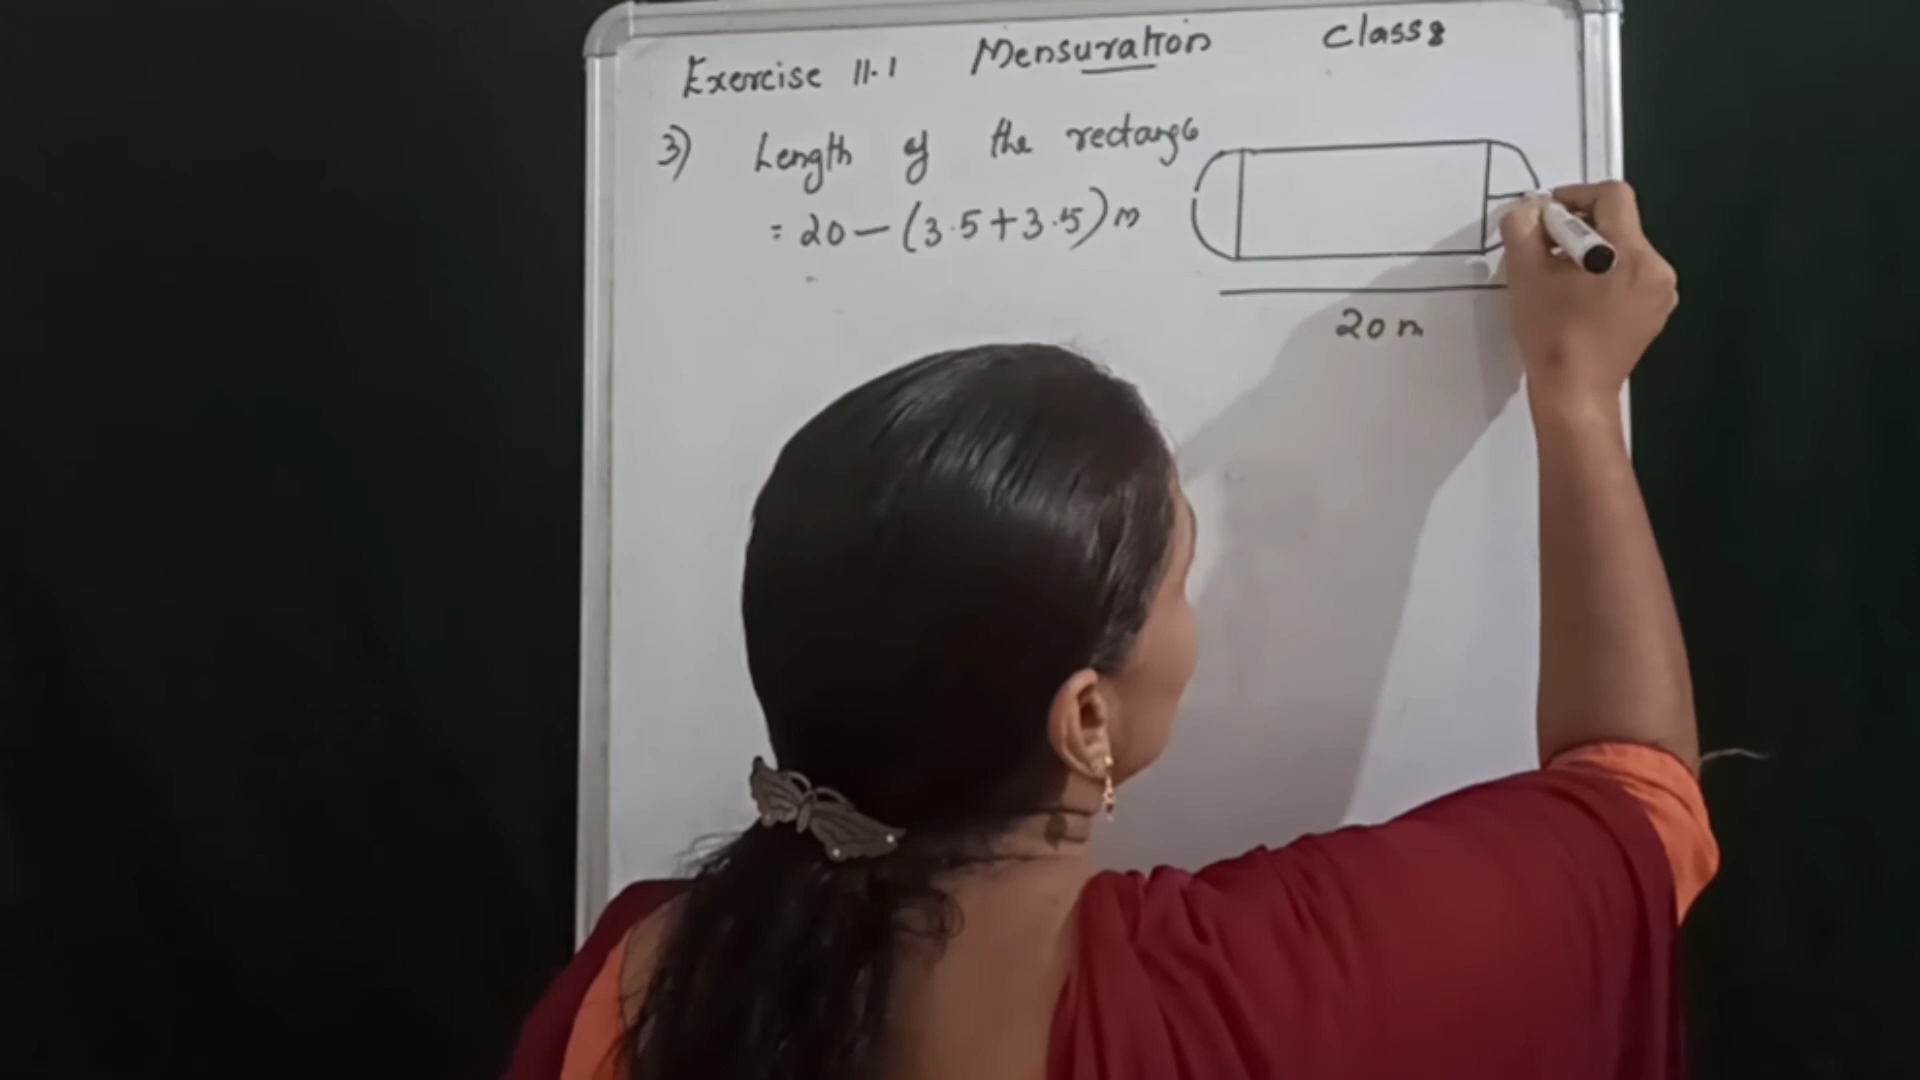 Exercise 11.1 Mensuration Class 8
3) Length of the rectangle
= 20 - (3.5 + 3.5) m
20 m